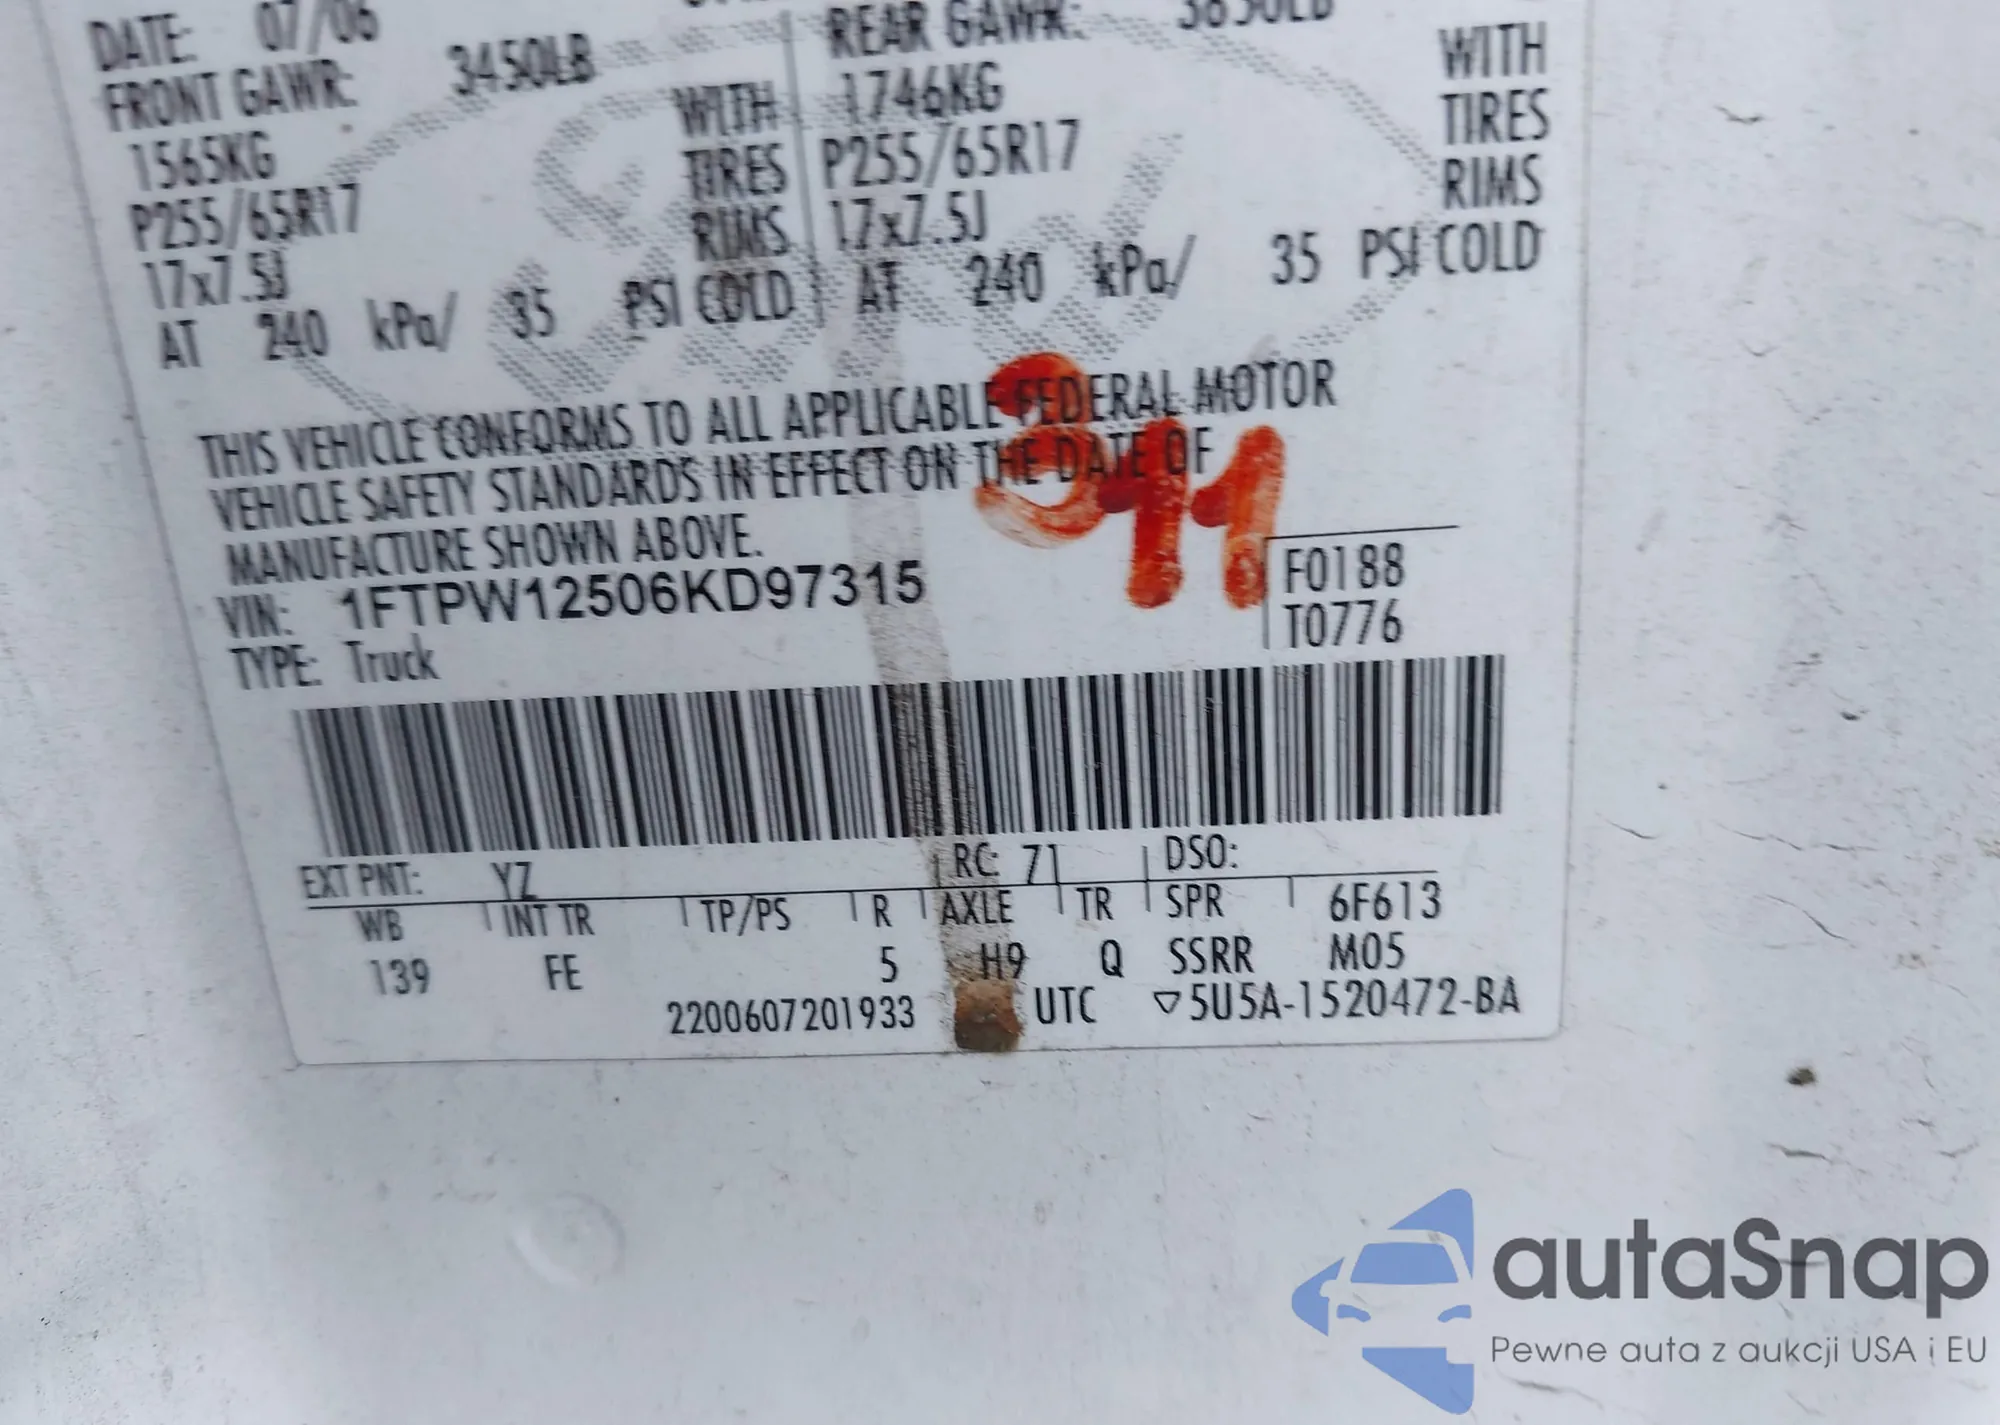 DATE: 07/06
FRONT GAWR: 3450LB
1565KG WITH
P255/65R17 TIRES
17x7.5J RIMS
AT 240 kPa/ 35 PSI COLD
REAR GAWR: 3850LB
1746KG WITH
P255/65R17 TIRES
17x7.5J RIMS
AT 240 kPa/ 35 PSI COLD
THIS VEHICLE CONFORMS TO ALL APPLICABLE FEDERAL MOTOR
VEHICLE SAFETY STANDARDS IN EFFECT ON THE DATE OF
MANUFACTURE SHOWN ABOVE.
VIN: 1FTPW12506KD97315
TYPE: Truck
F0188
T0776
EXT PNT: YZ RC: 71 DSO:
WB INT TR TP/PS R AXLE TR SPR 6F613
139 FE 5 H9 Q SSRR M05
2200607201933 UTC ▽5U5A-1520472-BA
autaSnap
Pewne auta z aukcji USA i EU